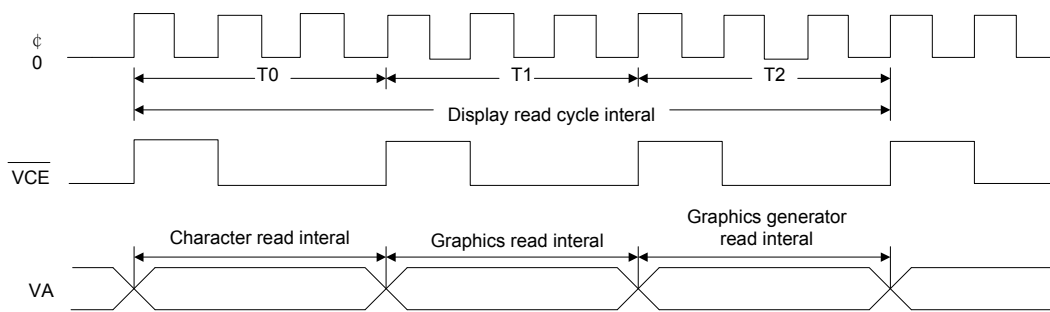 ¢
0
T0
T1
T2
Display read cycle interal
VCE
Character read interal
Graphics read interal
Graphics generator
read interal
VA